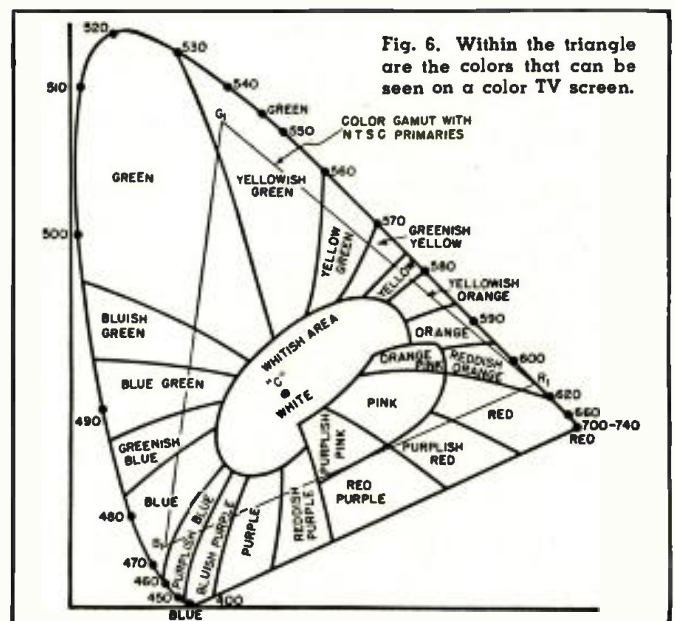 Fig. 6. Within the triangle
are the colors that can be
seen on a color TV screen.
520
530
510
540
GREEN
550
G1
COLOR GAMUT WITH
NTSC PRIMARIES
560
GREEN
YELLOWISH
GREEN
570
500
YELLOW
GREEN
GREENISH
YELLOW
580
YELLOW
YELLOWISH
ORANGE
BLUISH
GREEN
590
WHITISH AREA
ORANGE
600
BLUE GREEN
"C"
ORANGE
PINK
REDDISH
ORANGE
R1
WHITE
620
490
PINK
RED
660
700-740
RED
GREENISH
BLUE
PURPLISH
PINK
PURPLISH
RED
BLUE
RED
PURPLE
480
PURPLISH BLUE
BLUISH PURPLE
PURPLE
REDDISH
PURPLE
470
460
450
400
BLUE